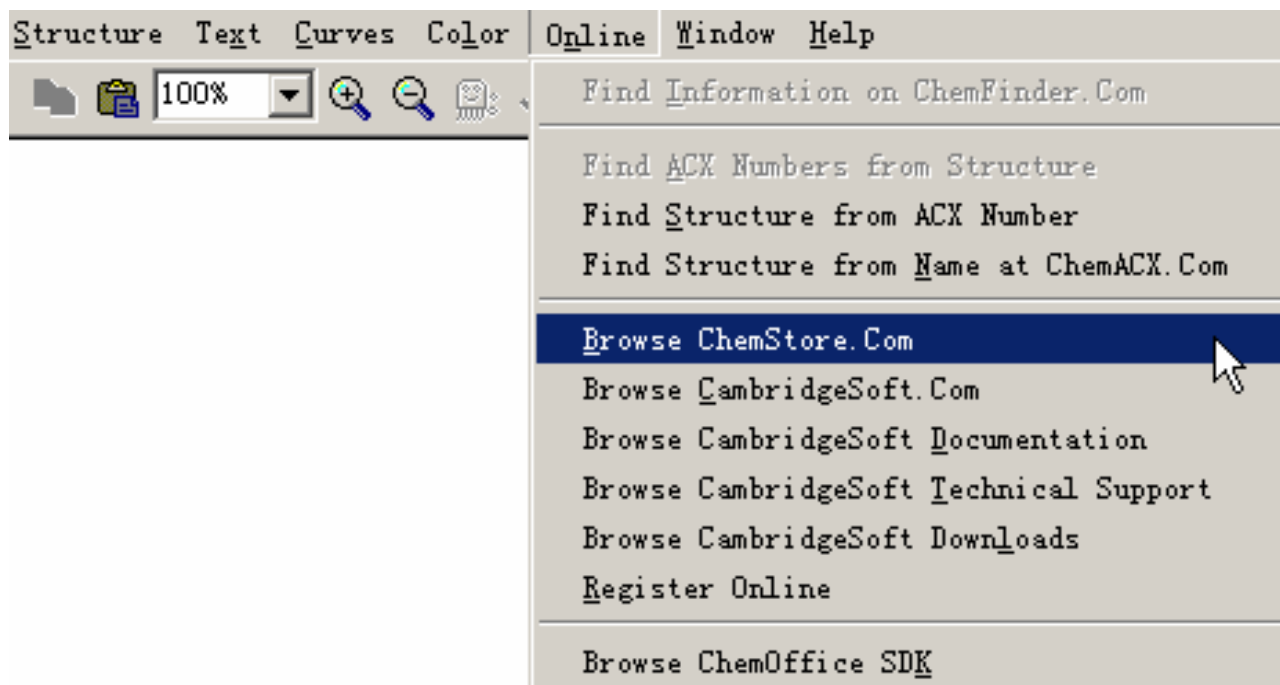 Structure Text Curves Color Online Window Help
100%
Find Information on ChemFinder.Com
Find ACX Numbers from Structure
Find Structure from ACX Number
Find Structure from Name at ChemACX.Com
Browse ChemStore.Com
Browse CambridgeSoft.Com
Browse CambridgeSoft Documentation
Browse CambridgeSoft Technical Support
Browse CambridgeSoft Downloads
Register Online
Browse ChemOffice SDK